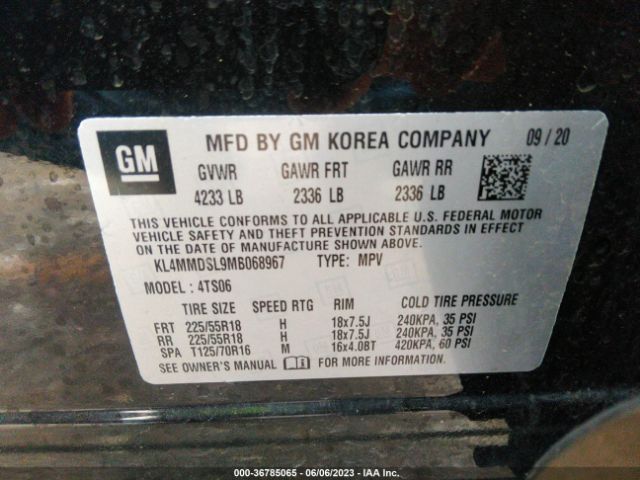 GM
MFD BY GM KOREA COMPANY 09/20
GVWR GAWR FRT GAWR RR
4233 LB 2336 LB 2336 LB
THIS VEHICLE CONFORMS TO ALL APPLICABLE U.S. FEDERAL MOTOR
VEHICLE SAFETY AND THEFT PREVENTION STANDARDS IN EFFECT
ON THE DATE OF MANUFACTURE SHOWN ABOVE.
KL4MMDSL9MB068967 TYPE: MPV
MODEL: 4TS06
TIRE SIZE SPEED RTG RIM COLD TIRE PRESSURE
FRT 225/55R18 H 18x7.5J 240KPA, 35 PSI
RR 225/55R18 H 18x7.5J 240KPA, 35 PSI
SPA T125/70R16 M 16x4.0BT 420KPA, 60 PSI
SEE OWNER'S MANUAL FOR MORE INFORMATION.
000-36785065 - 06/06/2023 - IAA Inc.